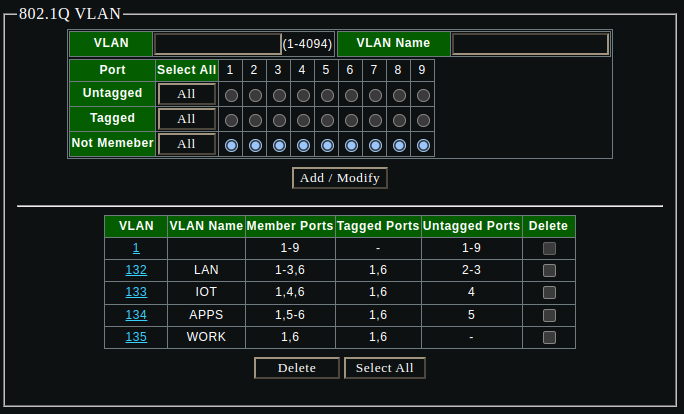 802.1Q VLAN
VLAN (1-4094) VLAN Name
Port Select All 1 2 3 4 5 6 7 8 9
Untagged All
Tagged All
Not Memeber All
Add / Modify
VLAN VLAN Name Member Ports Tagged Ports Untagged Ports Delete
1 1-9 - 1-9
132 LAN 1-3,6 1,6 2-3
133 IOT 1,4,6 1,6 4
134 APPS 1,5-6 1,6 5
135 WORK 1,6 1,6 -
Delete Select All